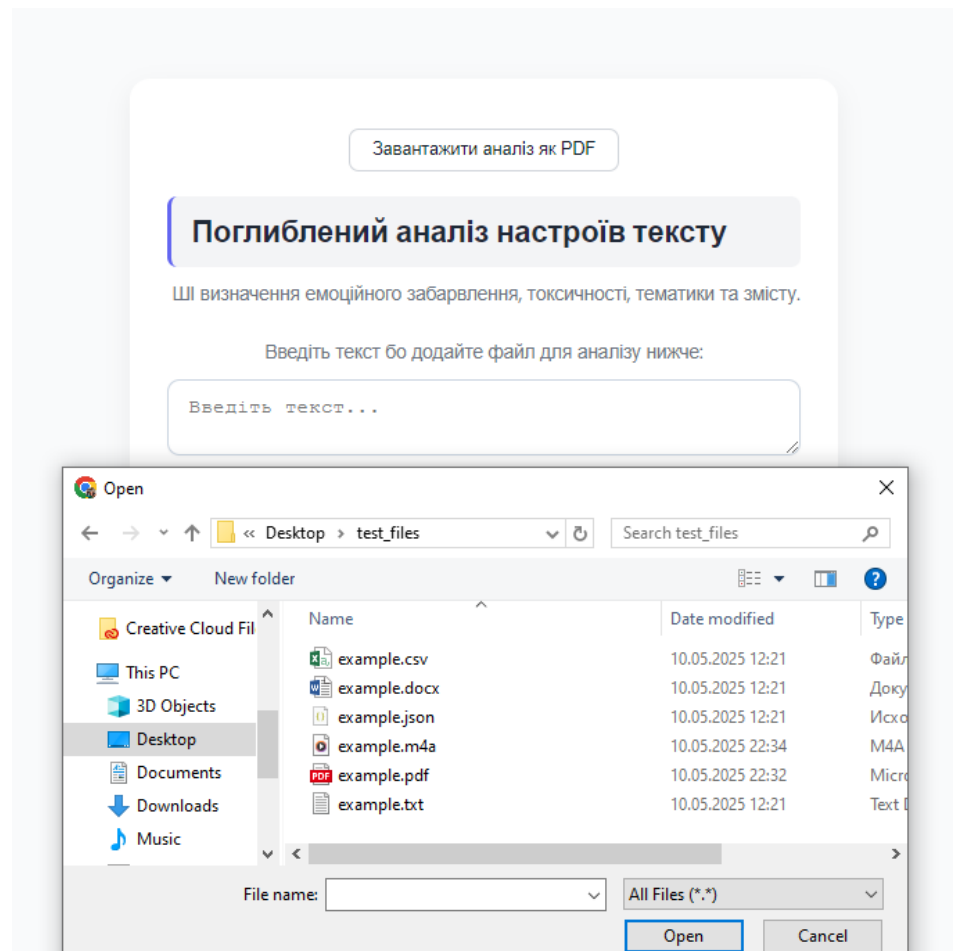 Завантажити аналіз як PDF
Поглиблений аналіз настроїв тексту
ШІ визначення емоційного забарвлення, токсичності, тематики та змісту.
Введіть текст бо додайте файл для аналізу нижче:
Введіть текст...
Open
« Desktop › test_files
Search test_files
Organize
New folder
Name Date modified Type
Creative Cloud Fil
This PC
3D Objects
Desktop
Documents
Downloads
Music
example.csv 10.05.2025 12:21 Файл
example.docx 10.05.2025 12:21 Доку
example.json 10.05.2025 12:21 Исхо
example.m4a 10.05.2025 22:34 M4A
example.pdf 10.05.2025 22:32 Micro
example.txt 10.05.2025 12:21 Text D
File name:
All Files (*.*)
Open Cancel